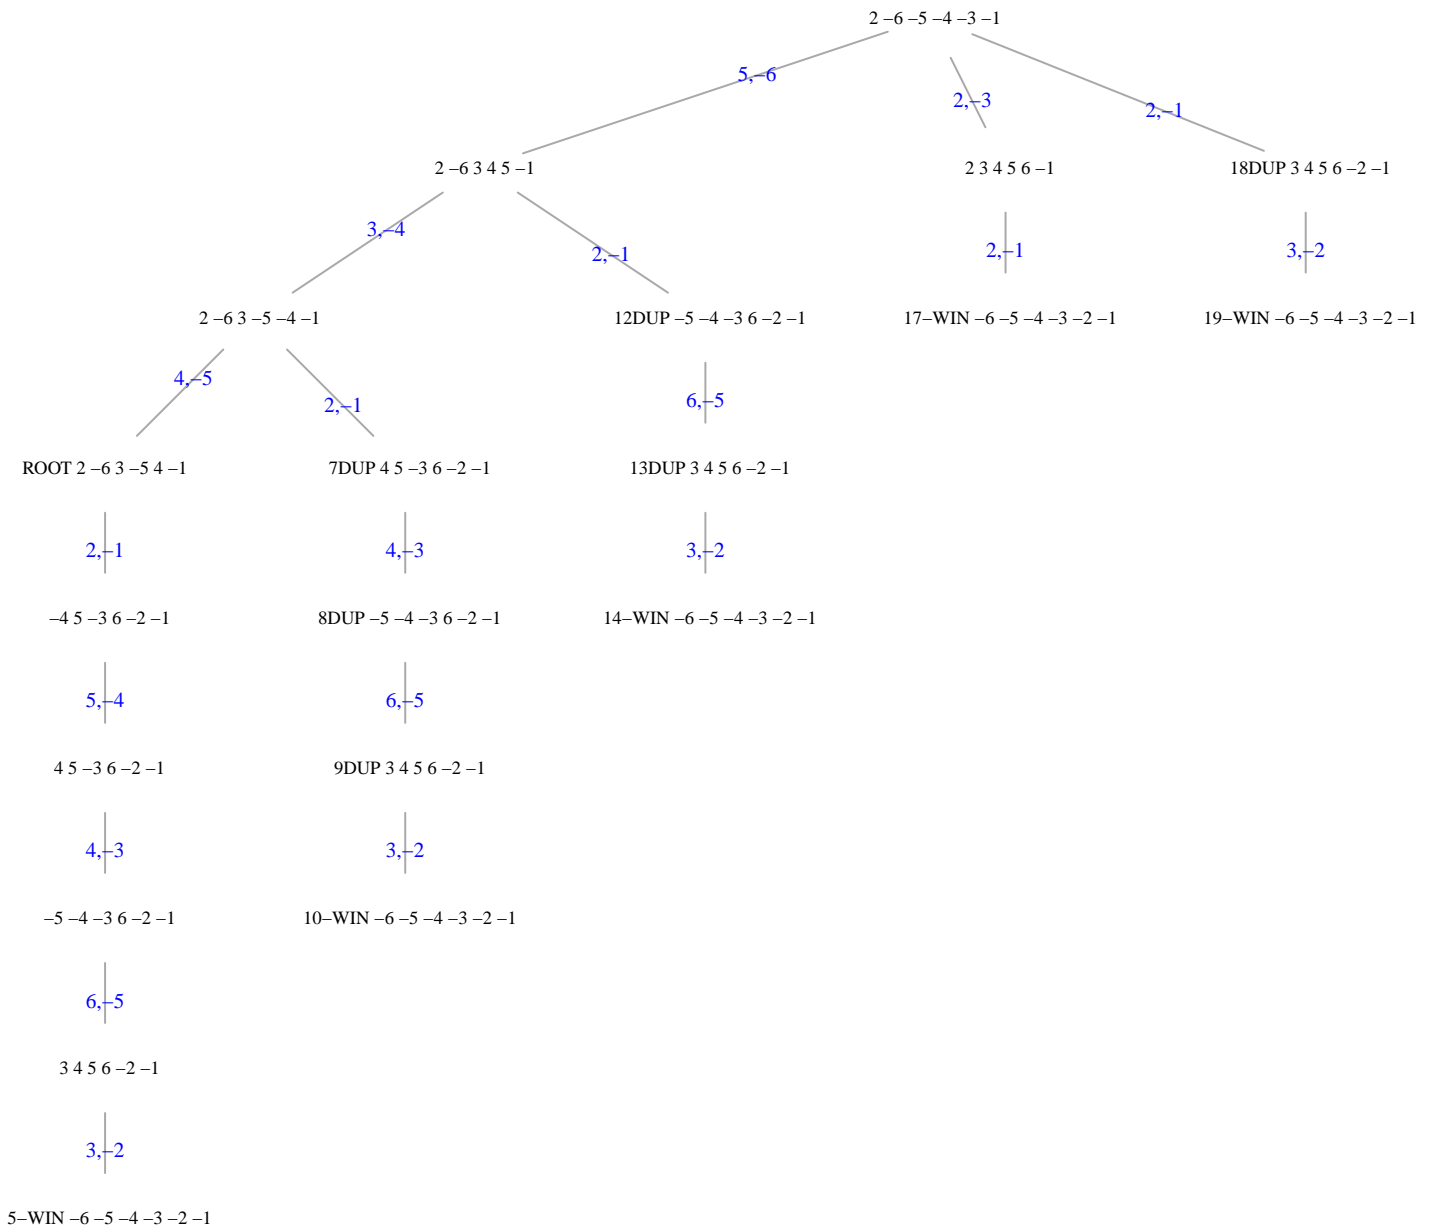 2 –6 –5 –4 –3 –1
5,–6
2,–3
2,–1
2 –6 3 4 5 –1
2 3 4 5 6 –1
18DUP 3 4 5 6 –2 –1
3,–4
2,–1
2,–1
3,–2
2 –6 3 –5 –4 –1
12DUP –5 –4 –3 6 –2 –1
17–WIN –6 –5 –4 –3 –2 –1
19–WIN –6 –5 –4 –3 –2 –1
4,–5
2,–1
6,–5
ROOT 2 –6 3 –5 4 –1
7DUP 4 5 –3 6 –2 –1
13DUP 3 4 5 6 –2 –1
2,–1
4,–3
3,–2
–4 5 –3 6 –2 –1
8DUP –5 –4 –3 6 –2 –1
14–WIN –6 –5 –4 –3 –2 –1
5,–4
6,–5
4 5 –3 6 –2 –1
9DUP 3 4 5 6 –2 –1
4,–3
3,–2
–5 –4 –3 6 –2 –1
10–WIN –6 –5 –4 –3 –2 –1
6,–5
3 4 5 6 –2 –1
3,–2
5–WIN –6 –5 –4 –3 –2 –1